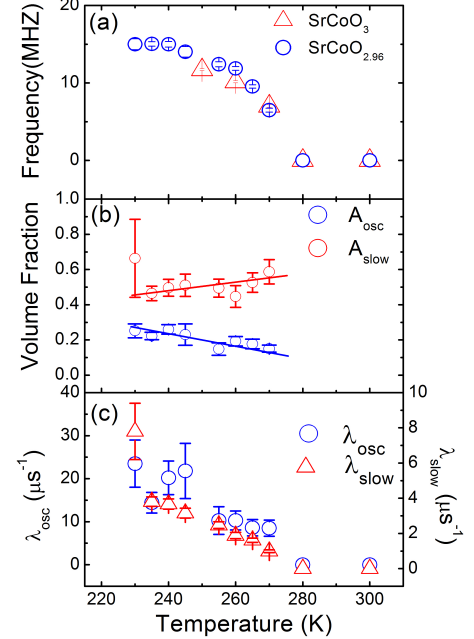 (a)
SrCoO3
SrCoO2.96
Frequency(MHZ)
20
10
0
(b)
Aosc
Aslow
Volume Fraction
1.0
0.8
0.6
0.4
0.2
0.0
(c)
λosc
λslow
λosc (μs-1)
40
30
20
10
0
λslow (μs-1)
10
8
6
4
2
0
220 240 260 280 300
Temperature (K)